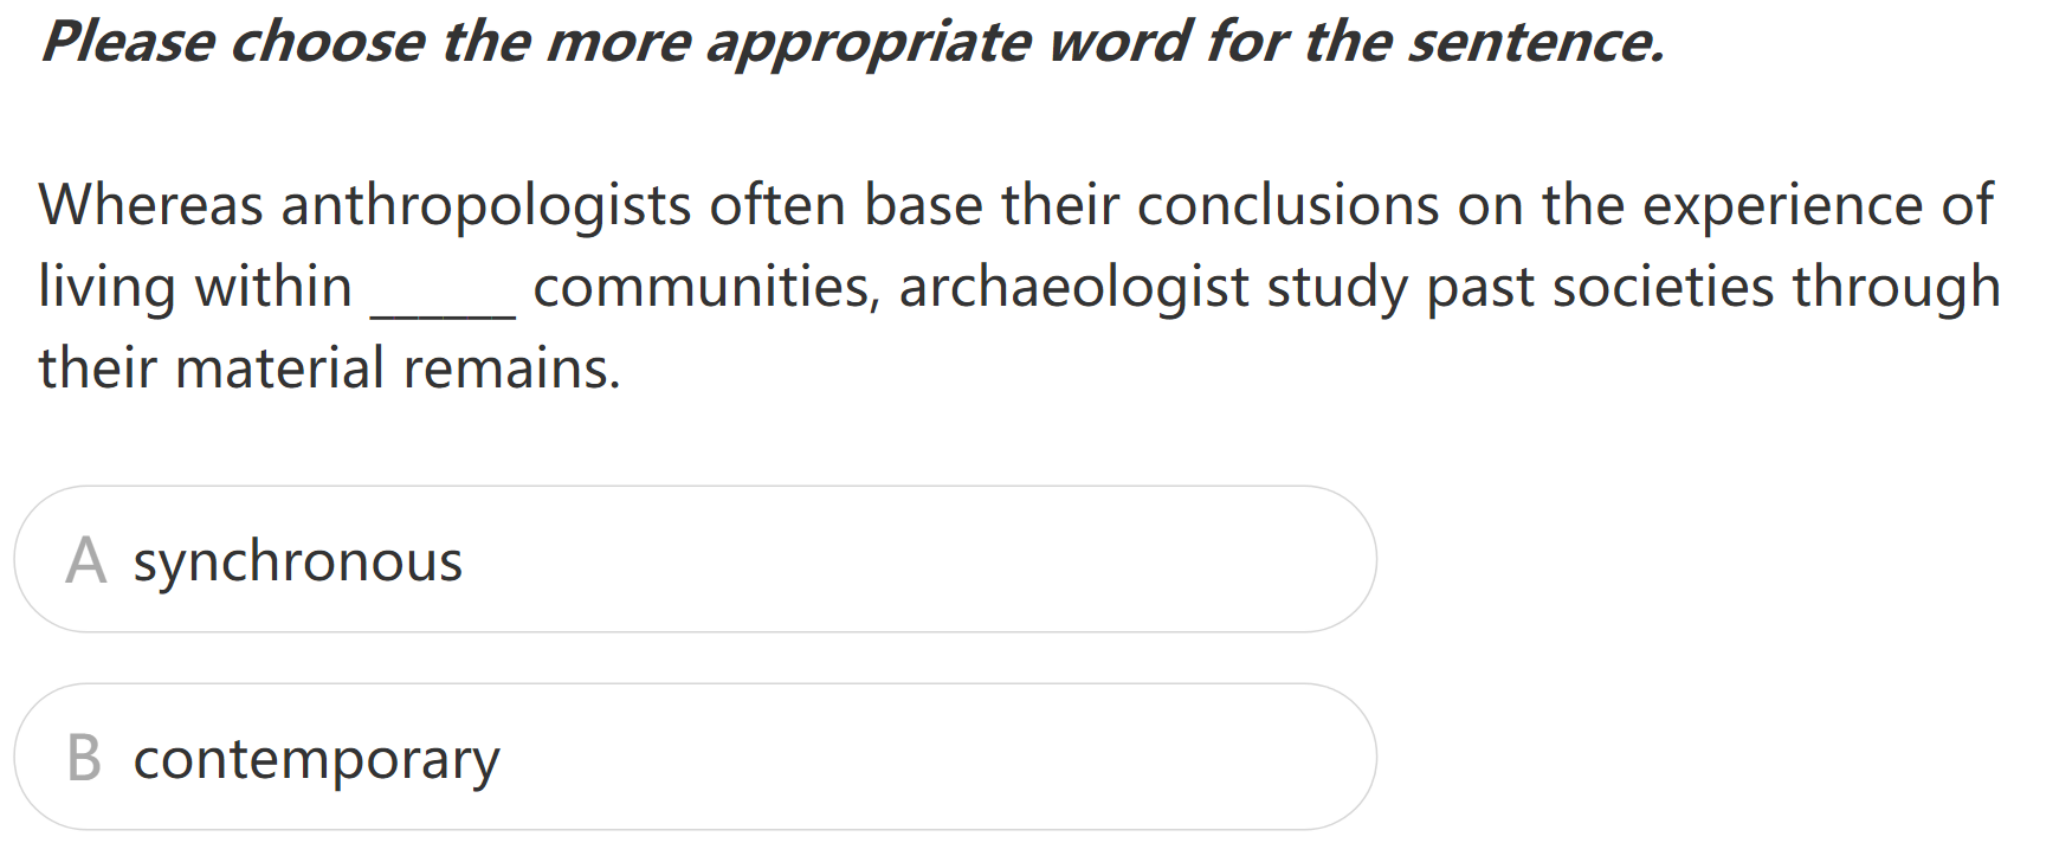 Please choose the more appropriate word for the sentence.
Whereas anthropologists often base their conclusions on the experience of
living within ______ communities, archaeologist study past societies through
their material remains.
A synchronous
B contemporary